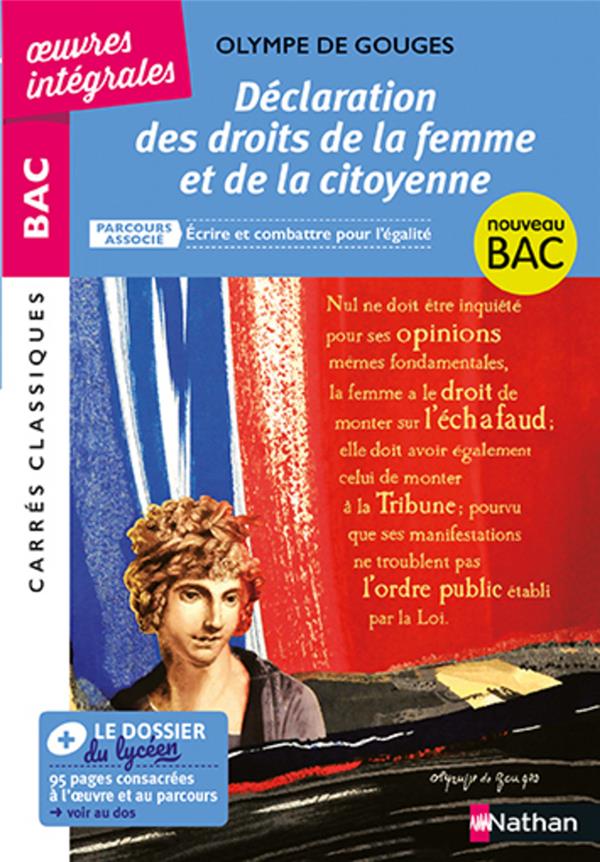 œuvres
intégrales
BAC
CARRÉS CLASSIQUES
OLYMPE DE GOUGES
Déclaration
des droits de la femme
et de la citoyenne
PARCOURS
ASSOCIÉ
Écrire et combattre pour l'égalité
nouveau
BAC
Nul ne doit être inquiété
pour ses opinions
mêmes fondamentales,
la femme a le droit de
monter sur l'échafaud ;
elle doit avoir également
celui de monter
à la Tribune ; pourvu
que ses manifestations
ne troublent pas
l'ordre public établi
par la Loi.
+ LE DOSSIER
du lycéen
95 pages consacrées
à l'œuvre et au parcours
→ voir au dos
Olympe de Gouges
Nathan